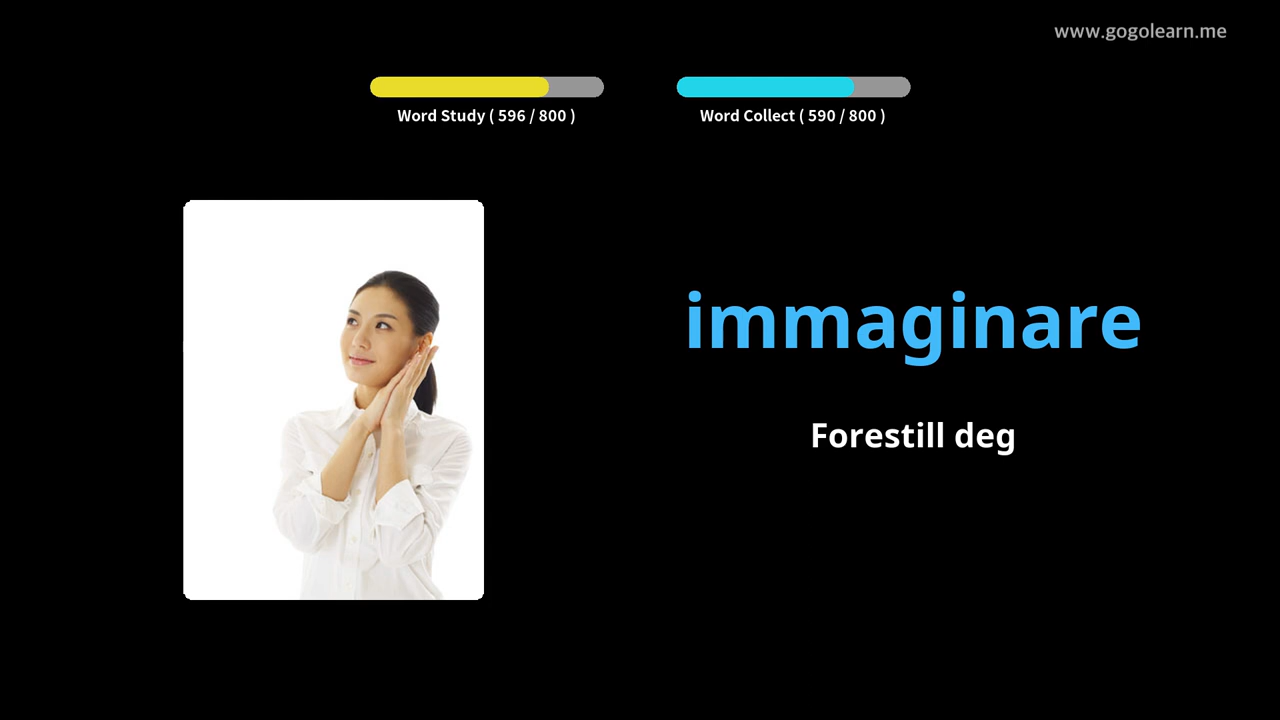 www.gogolearn.me
Word Study ( 596 / 800 )
Word Collect ( 590 / 800 )
immaginare
Forestill deg